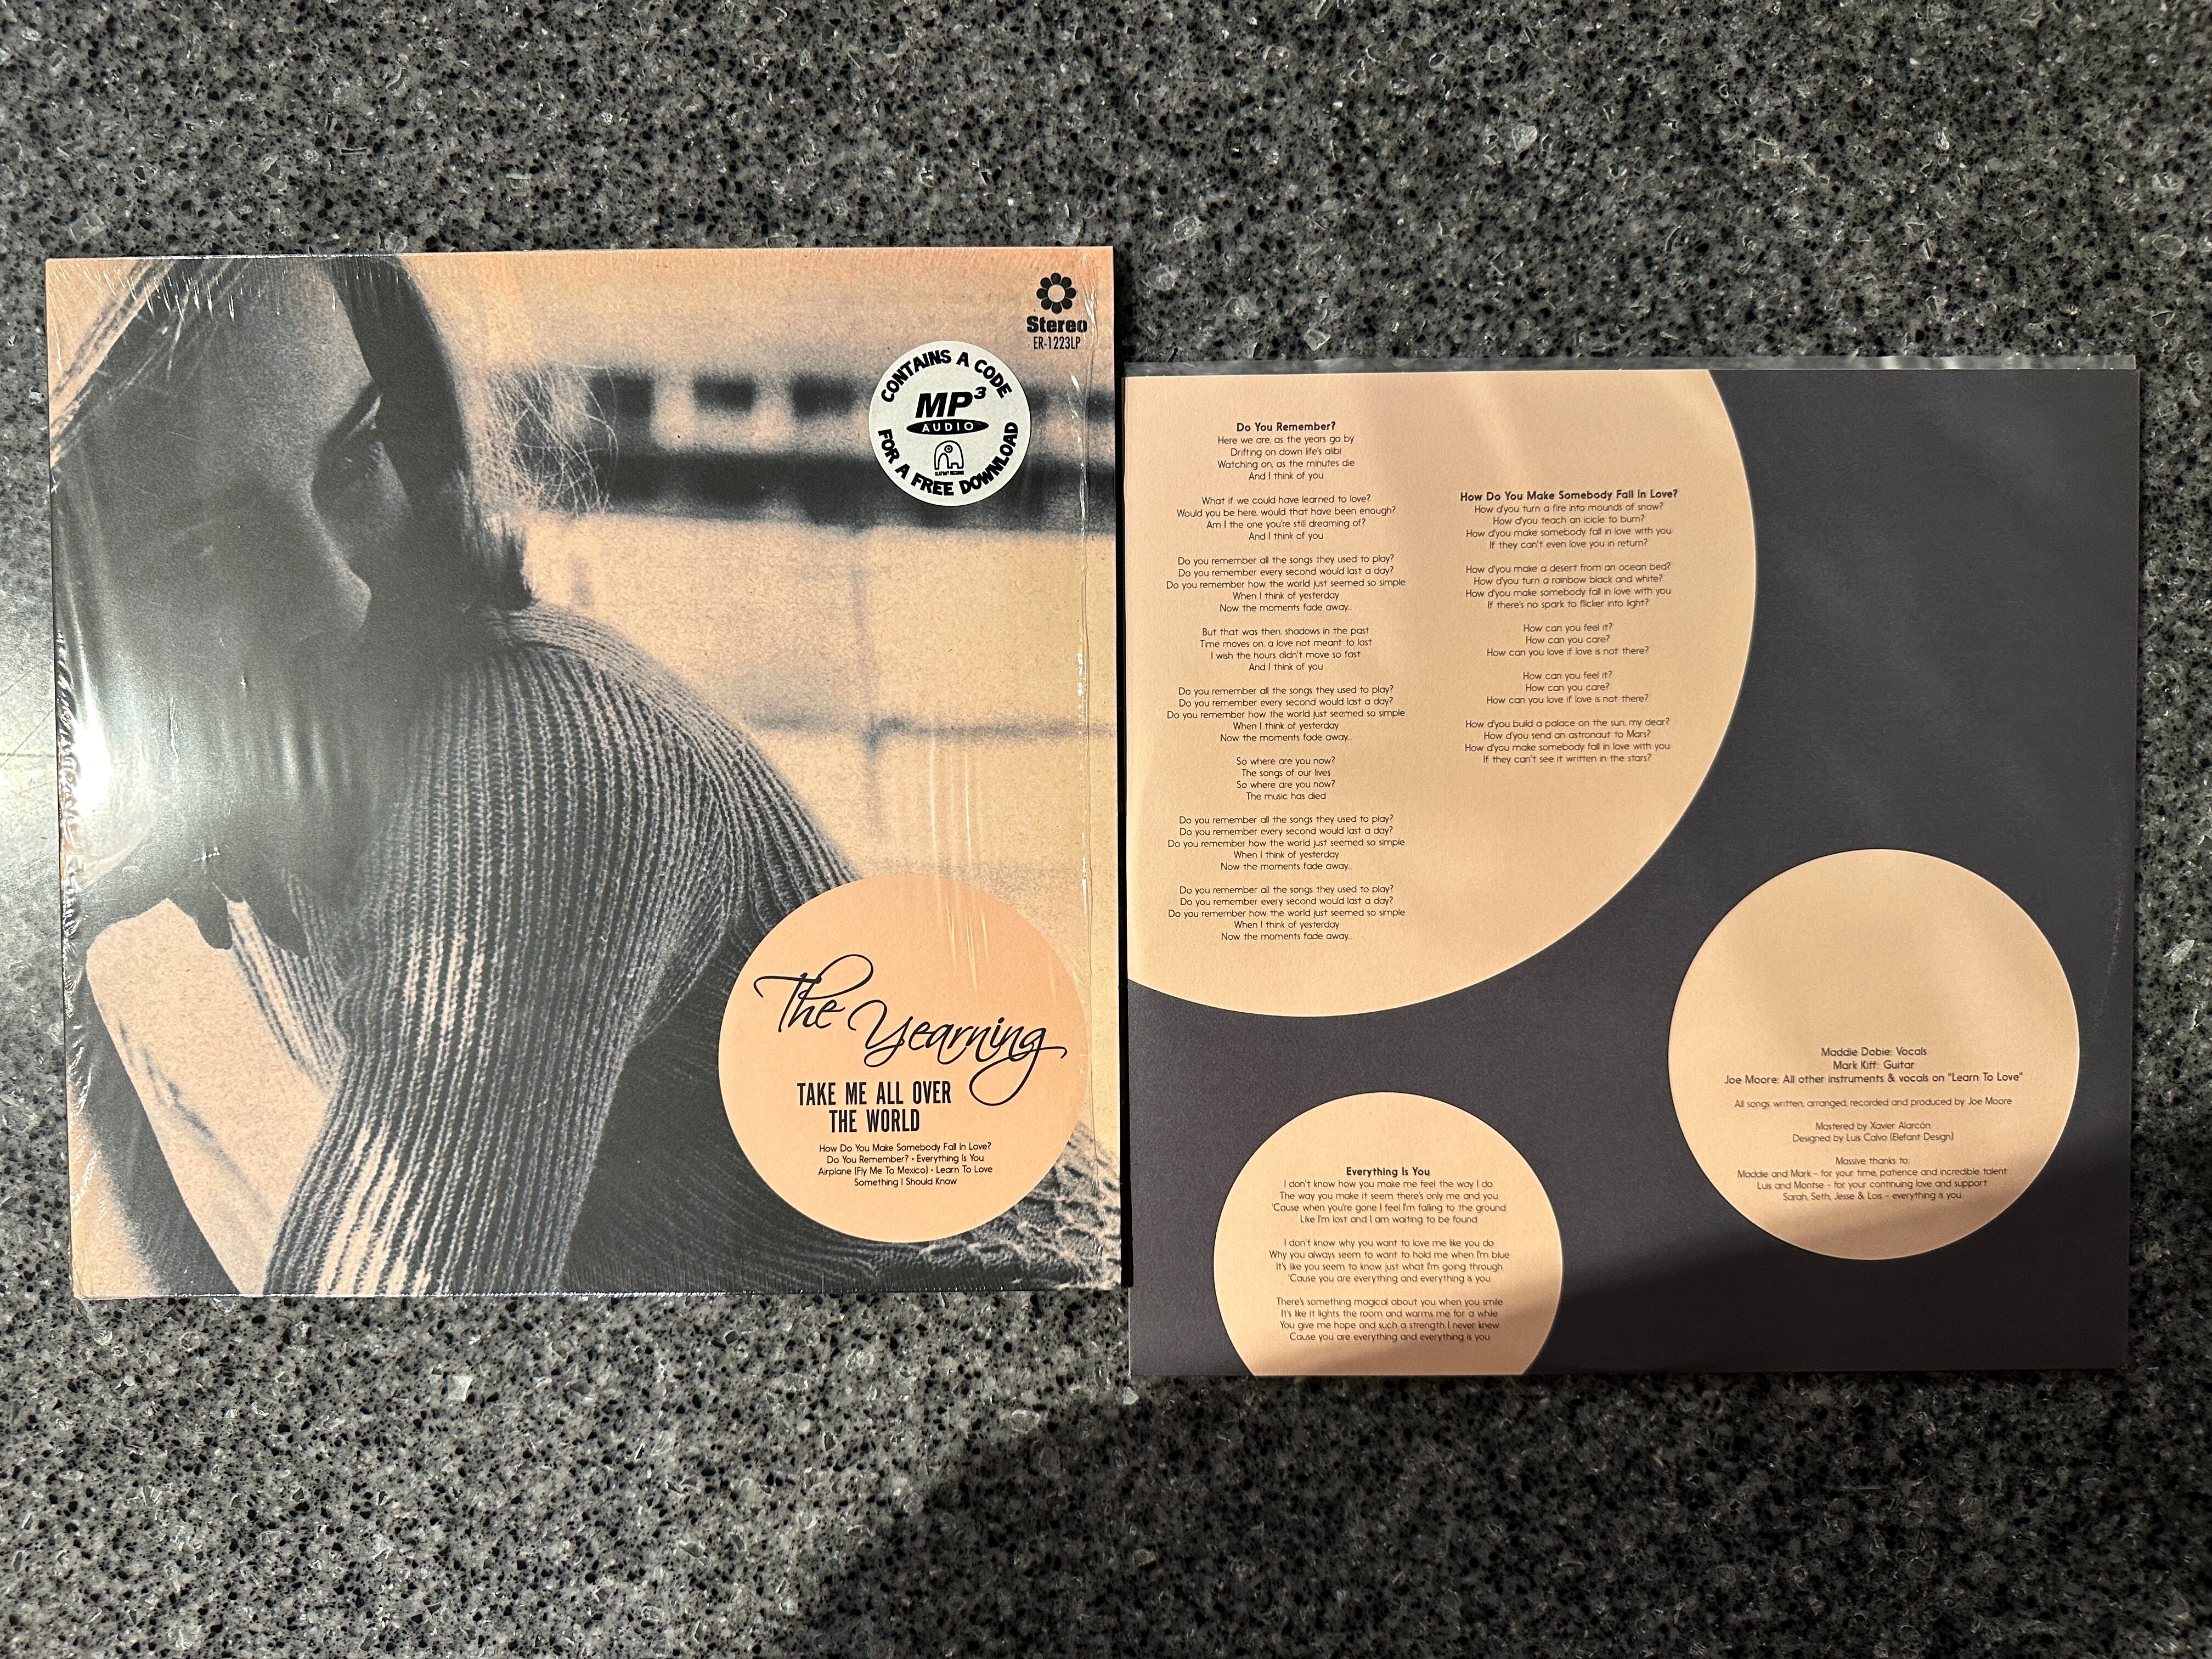 Stereo
ER-1223LP
CONTAINS A CODE
MP3
AUDIO
ELEFANT RECORDS
FOR A FREE DOWNLOAD
The Yearning
TAKE ME ALL OVER
THE WORLD
How Do You Make Somebody Fall In Love?
Do You Remember? • Everything Is You
Airplane (Fly Me To Mexico) • Learn To Love
Something I Should Know
Do You Remember?
Here we are, as the years go by
Drifting on down life's alibi
Watching on, as the minutes die
And I think of you
What if we could have learned to love?
Would you be here, would that have been enough?
Am I the one you're still dreaming of?
And I think of you
Do you remember all the songs they used to play?
Do you remember every second would last a day?
Do you remember how the world just seemed so simple
When I think of yesterday
Now the moments fade away...
But that was then, shadows in the past
Time moves on, a love not meant to last
I wish the hours didn't move so fast
And I think of you
Do you remember all the songs they used to play?
Do you remember every second would last a day?
Do you remember how the world just seemed so simple
When I think of yesterday
Now the moments fade away...
So where are you now?
The songs of our lives
So where are you now?
The music has died
Do you remember all the songs they used to play?
Do you remember every second would last a day?
Do you remember how the world just seemed so simple
When I think of yesterday
Now the moments fade away...
Do you remember all the songs they used to play?
Do you remember every second would last a day?
Do you remember how the world just seemed so simple
When I think of yesterday
Now the moments fade away...
How Do You Make Somebody Fall In Love?
How d'you turn a fire into mounds of snow?
How d'you teach an icicle to burn?
How d'you make somebody fall in love with you
If they can't even love you in return?
How d'you make a desert from an ocean bed?
How d'you turn a rainbow black and white?
How d'you make somebody fall in love with you
If there's no spark to flicker into light?
How can you feel it?
How can you care?
How can you love if love is not there?
How can you feel it?
How can you care?
How can you love if love is not there?
How d'you build a palace on the sun, my dear?
How d'you send an astronaut to Mars?
How d'you make somebody fall in love with you
If they can't see it written in the stars?
Everything Is You
I don't know how you make me feel the way I do
The way you make it seem there's only me and you
'Cause when you're gone I feel I'm falling to the ground
Like I'm lost and I am waiting to be found
I don't know why you want to love me like you do
Why you always seem to want to hold me when I'm blue
It's like you seem to know just what I'm going through
'Cause you are everything and everything is you
There's something magical about you when you smile
It's like it lights the room and warms me for a while
You give me hope and such a strength I never knew
Cause you are everything and everything is you
Maddie Dobie: Vocals
Mark Kiff: Guitar
Joe Moore: All other instruments & vocals on "Learn To Love"
All songs written, arranged, recorded and produced by Joe Moore
Mastered by Xavier Alarcón
Designed by Luis Calvo (Elefant Design)
Massive thanks to:
Maddie and Mark - for your time, patience and incredible talent
Luis and Montse - for your continuing love and support
Sarah, Seth, Jesse & Lois - everything is you